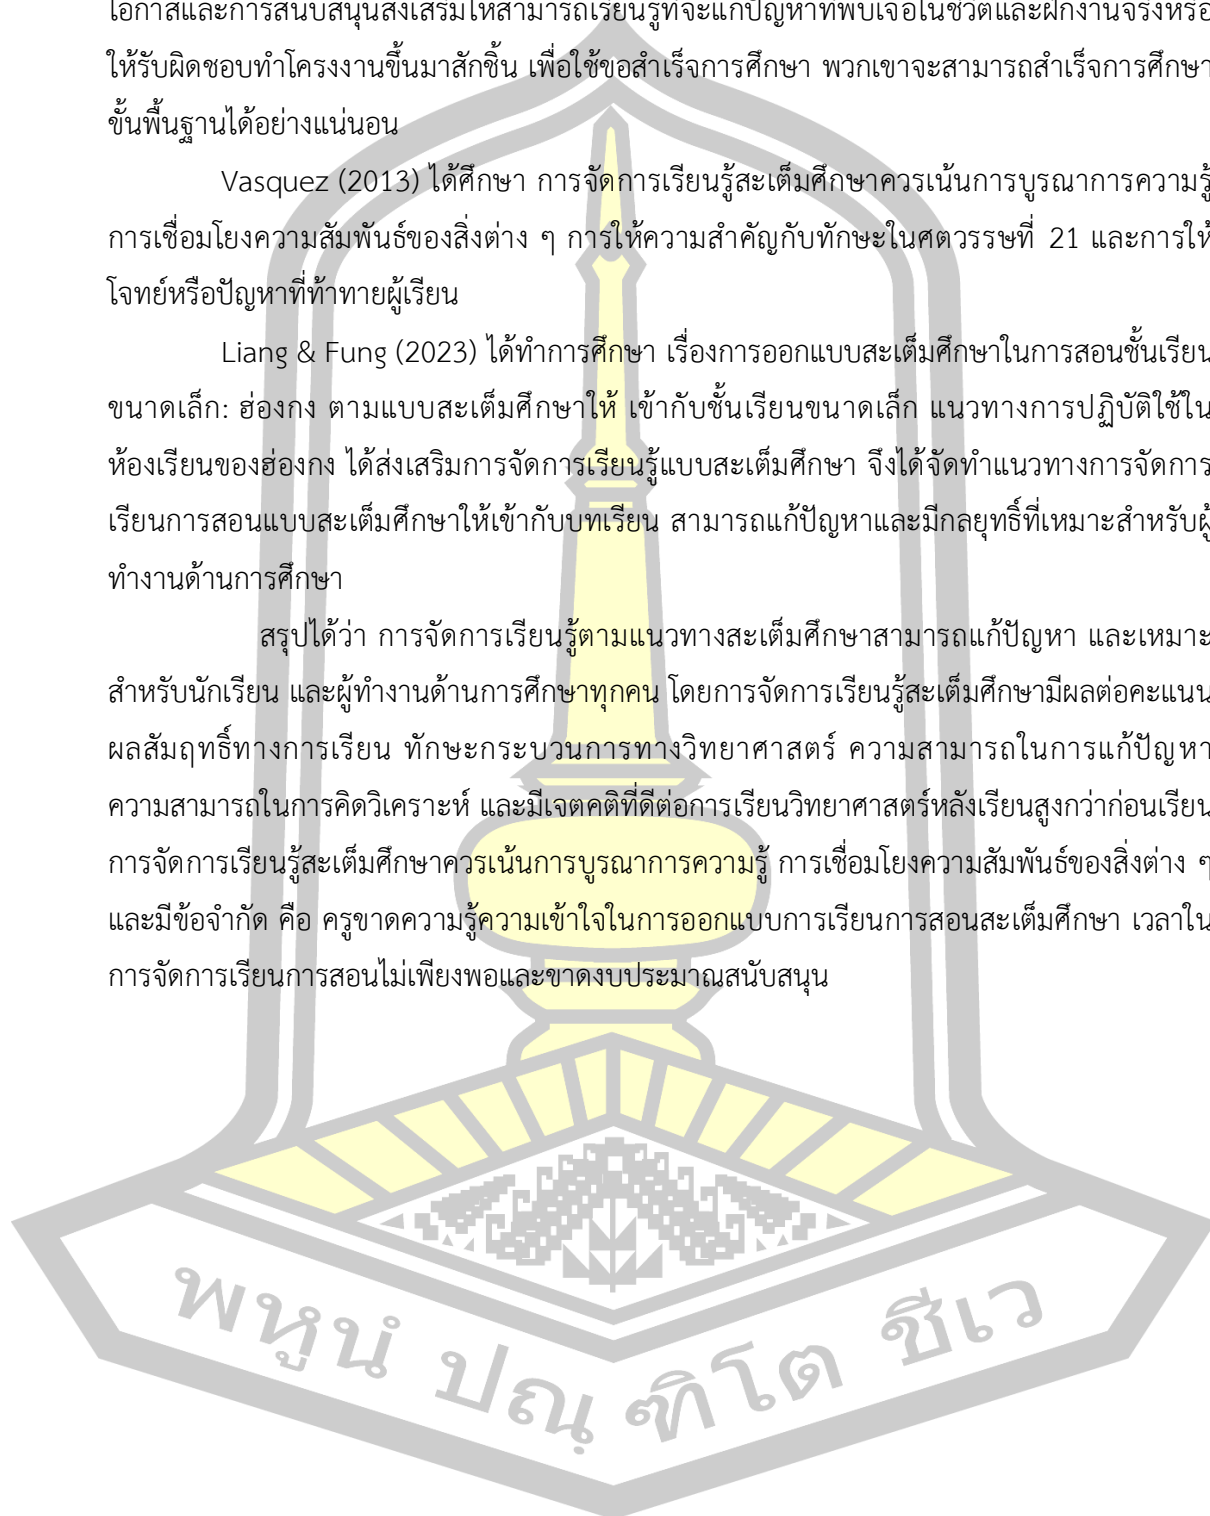 โอกาสและการสนับสนุนส่งเสริมให้สามารถเรียนรู้ที่จะแก้ปัญหาที่พบเจอในชีวิตและฝึกงานจริงหรือ
ให้รับผิดชอบทำโครงงานขึ้นมาสักชิ้น เพื่อใช้ขอสำเร็จการศึกษา พวกเขาจะสามารถสำเร็จการศึกษา
ขั้นพื้นฐานได้อย่างแน่นอน
Vasquez (2013) ได้ศึกษา การจัดการเรียนรู้สะเต็มศึกษาควรเน้นการบูรณาการความรู้
การเชื่อมโยงความสัมพันธ์ของสิ่งต่าง ๆ การให้ความสำคัญกับทักษะในศตวรรษที่ 21 และการให้
โจทย์หรือปัญหาที่ท้าทายผู้เรียน
Liang & Fung (2023) ได้ทำการศึกษา เรื่องการออกแบบสะเต็มศึกษาในการสอนชั้นเรียน
ขนาดเล็ก: ฮ่องกง ตามแบบสะเต็มศึกษาให้ เข้ากับชั้นเรียนขนาดเล็ก แนวทางการปฏิบัติใช้ใน
ห้องเรียนของฮ่องกง ได้ส่งเสริมการจัดการเรียนรู้แบบสะเต็มศึกษา จึงได้จัดทำแนวทางการจัดการ
เรียนการสอนแบบสะเต็มศึกษาให้เข้ากับบทเรียน สามารถแก้ปัญหาและมีกลยุทธิ์ที่เหมาะสำหรับผู้
ทำงานด้านการศึกษา
สรุปได้ว่า การจัดการเรียนรู้ตามแนวทางสะเต็มศึกษาสามารถแก้ปัญหา และเหมาะ
สำหรับนักเรียน และผู้ทำงานด้านการศึกษาทุกคน โดยการจัดการเรียนรู้สะเต็มศึกษามีผลต่อคะแนน
ผลสัมฤทธิ์ทางการเรียน ทักษะกระบวนการทางวิทยาศาสตร์ ความสามารถในการแก้ปัญหา
ความสามารถในการคิดวิเคราะห์ และมีเจตคติที่ดีต่อการเรียนวิทยาศาสตร์หลังเรียนสูงกว่าก่อนเรียน
การจัดการเรียนรู้สะเต็มศึกษาควรเน้นการบูรณาการความรู้ การเชื่อมโยงความสัมพันธ์ของสิ่งต่าง ๆ
และมีข้อจำกัด คือ ครูขาดความรู้ความเข้าใจในการออกแบบการเรียนการสอนสะเต็มศึกษา เวลาใน
การจัดการเรียนการสอนไม่เพียงพอและขาดงบประมาณสนับสนุน
พหูนํ ปณฺฑิโต ชีเว